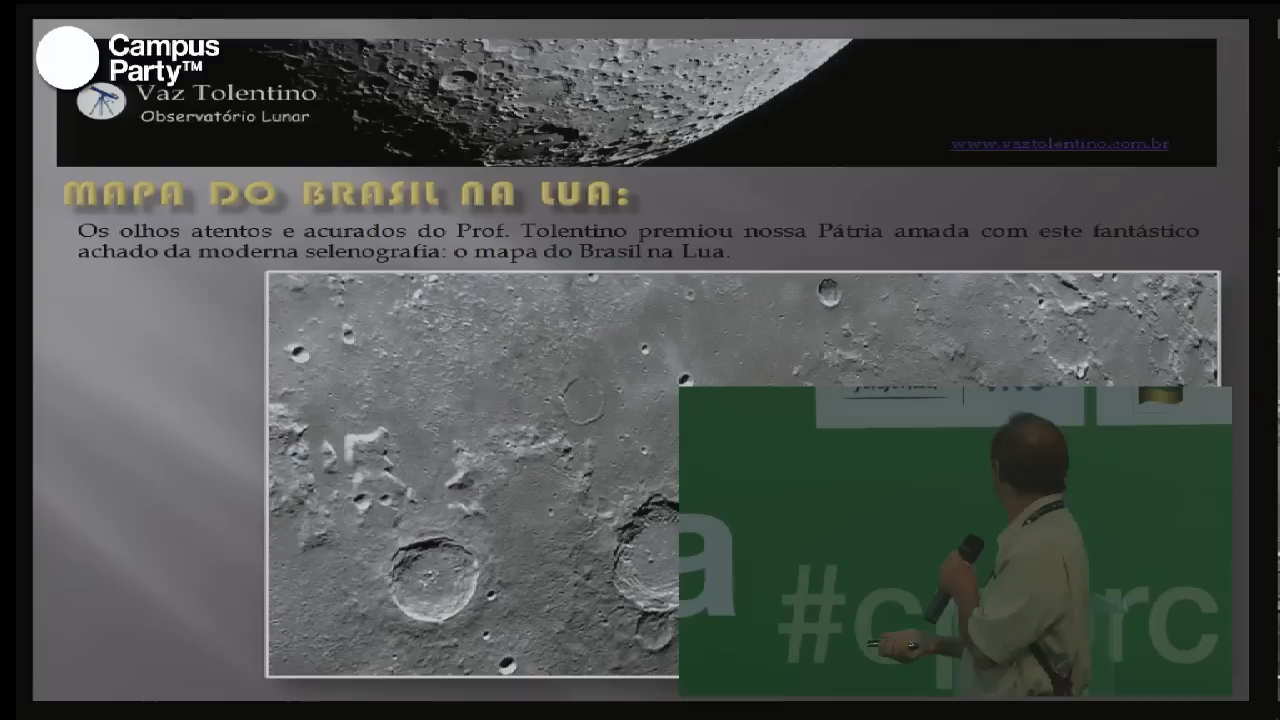 Campus
Party™
Vaz Tolentino
Observatório Lunar
www.vaztolentino.com.br
MAPA DO BRASIL NA LUA:
Os olhos atentos e acurados do Prof. Tolentino premiou nossa Pátria amada com este fantástico
achado da moderna selenografia: o mapa do Brasil na Lua.
a